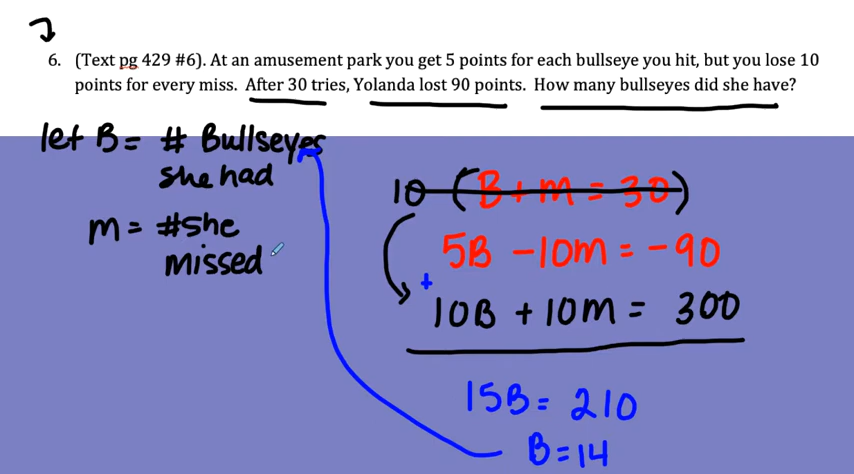 6. (Text pg 429 #6). At an amusement park you get 5 points for each bullseye you hit, but you lose 10
points for every miss. After 30 tries, Yolanda lost 90 points. How many bullseyes did she have?
let B = # Bullseyes
she had
m = #she
missed
10 (B + m = 30)
5B - 10m = -90
+
10B + 10m = 300
15B = 210
B = 14